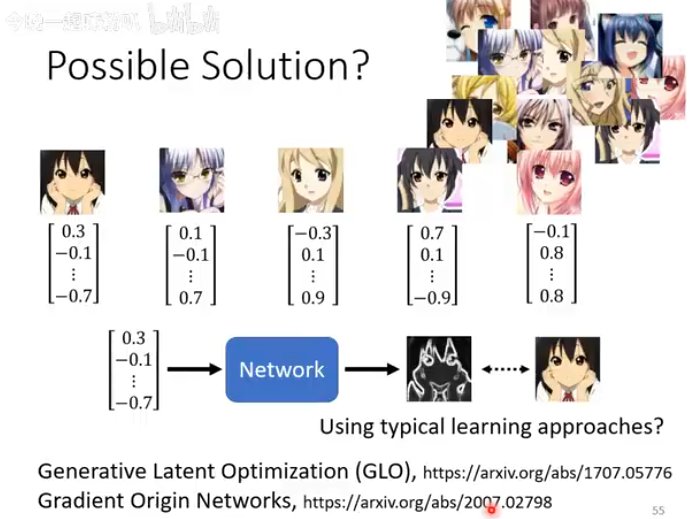 Possible Solution?
0.3 0.1 −0.3 0.7 −0.1
−0.1 −0.1 0.1 0.1 0.8
⋮ ⋮ ⋮ ⋮ ⋮
−0.7 0.7 0.9 −0.9 0.8
0.3
−0.1
⋮
−0.7
Network
Using typical learning approaches?
Generative Latent Optimization (GLO), https://arxiv.org/abs/1707.05776
Gradient Origin Networks, https://arxiv.org/abs/2007.02798
55